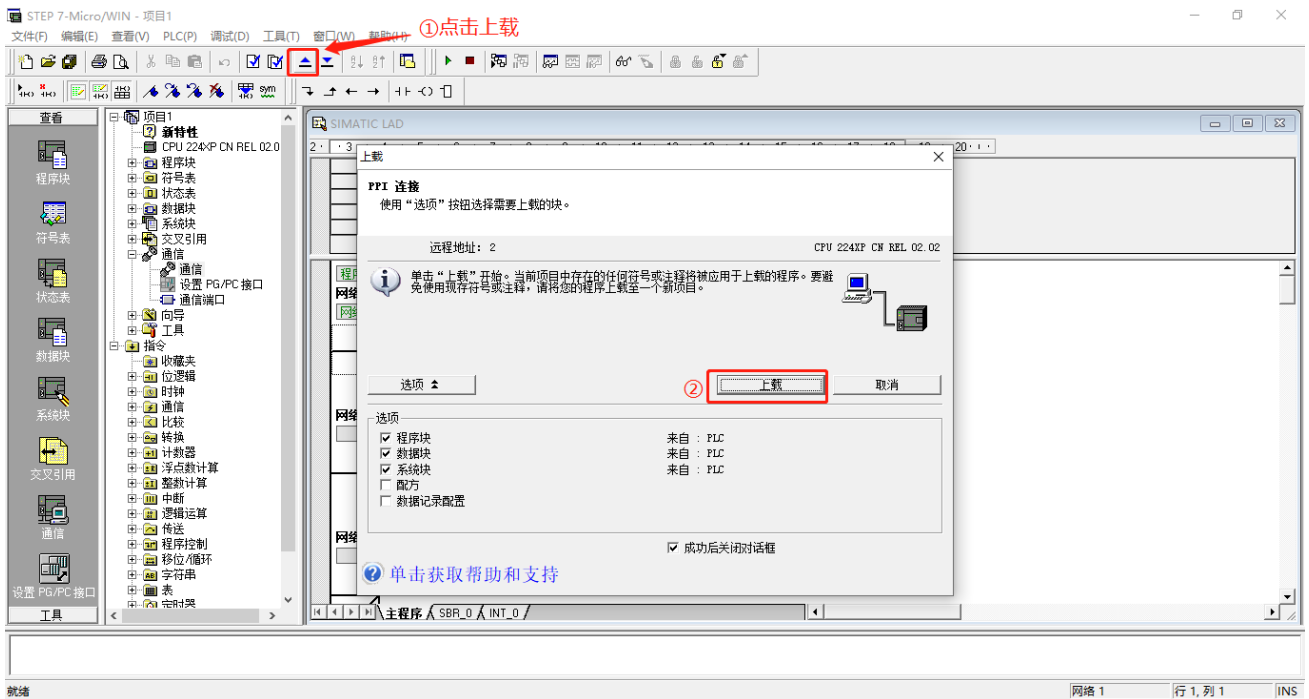 STEP 7-Micro/WIN - 项目1
①点击上载
文件(F) 编辑(E) 查看(V) PLC(P) 调试(D) 工具(T) 窗口(W) 帮助(H)
查看
程序块
符号表
状态表
数据块
系统块
交叉引用
通信
设置 PG/PC 接口
工具
项目1
新特性
CPU 224XP CN REL 02.0
程序块
符号表
状态表
数据块
系统块
交叉引用
通信
通信
设置 PG/PC 接口
通信端口
向导
工具
指令
收藏夹
位逻辑
时钟
通信
比较
转换
计数器
浮点数计算
整数计算
中断
逻辑运算
传送
程序控制
移位/循环
字符串
表
定时器
SIMATIC LAD
上载
PPI 连接
使用“选项”按钮选择需要上载的块。
远程地址: 2
CPU 224XP CN REL 02.02
单击“上载”开始。当前项目中存在的任何符号或注释将被应用于上载的程序。要避
免使用现存符号或注释，请将您的程序上载至一个新项目。
选项
②
上载
取消
选项
程序块 来自 : PLC
数据块 来自 : PLC
系统块 来自 : PLC
配方
数据记录配置
成功后关闭对话框
单击获取帮助和支持
主程序 SBR_0 INT_0
就绪
网络 1
行 1, 列 1
INS